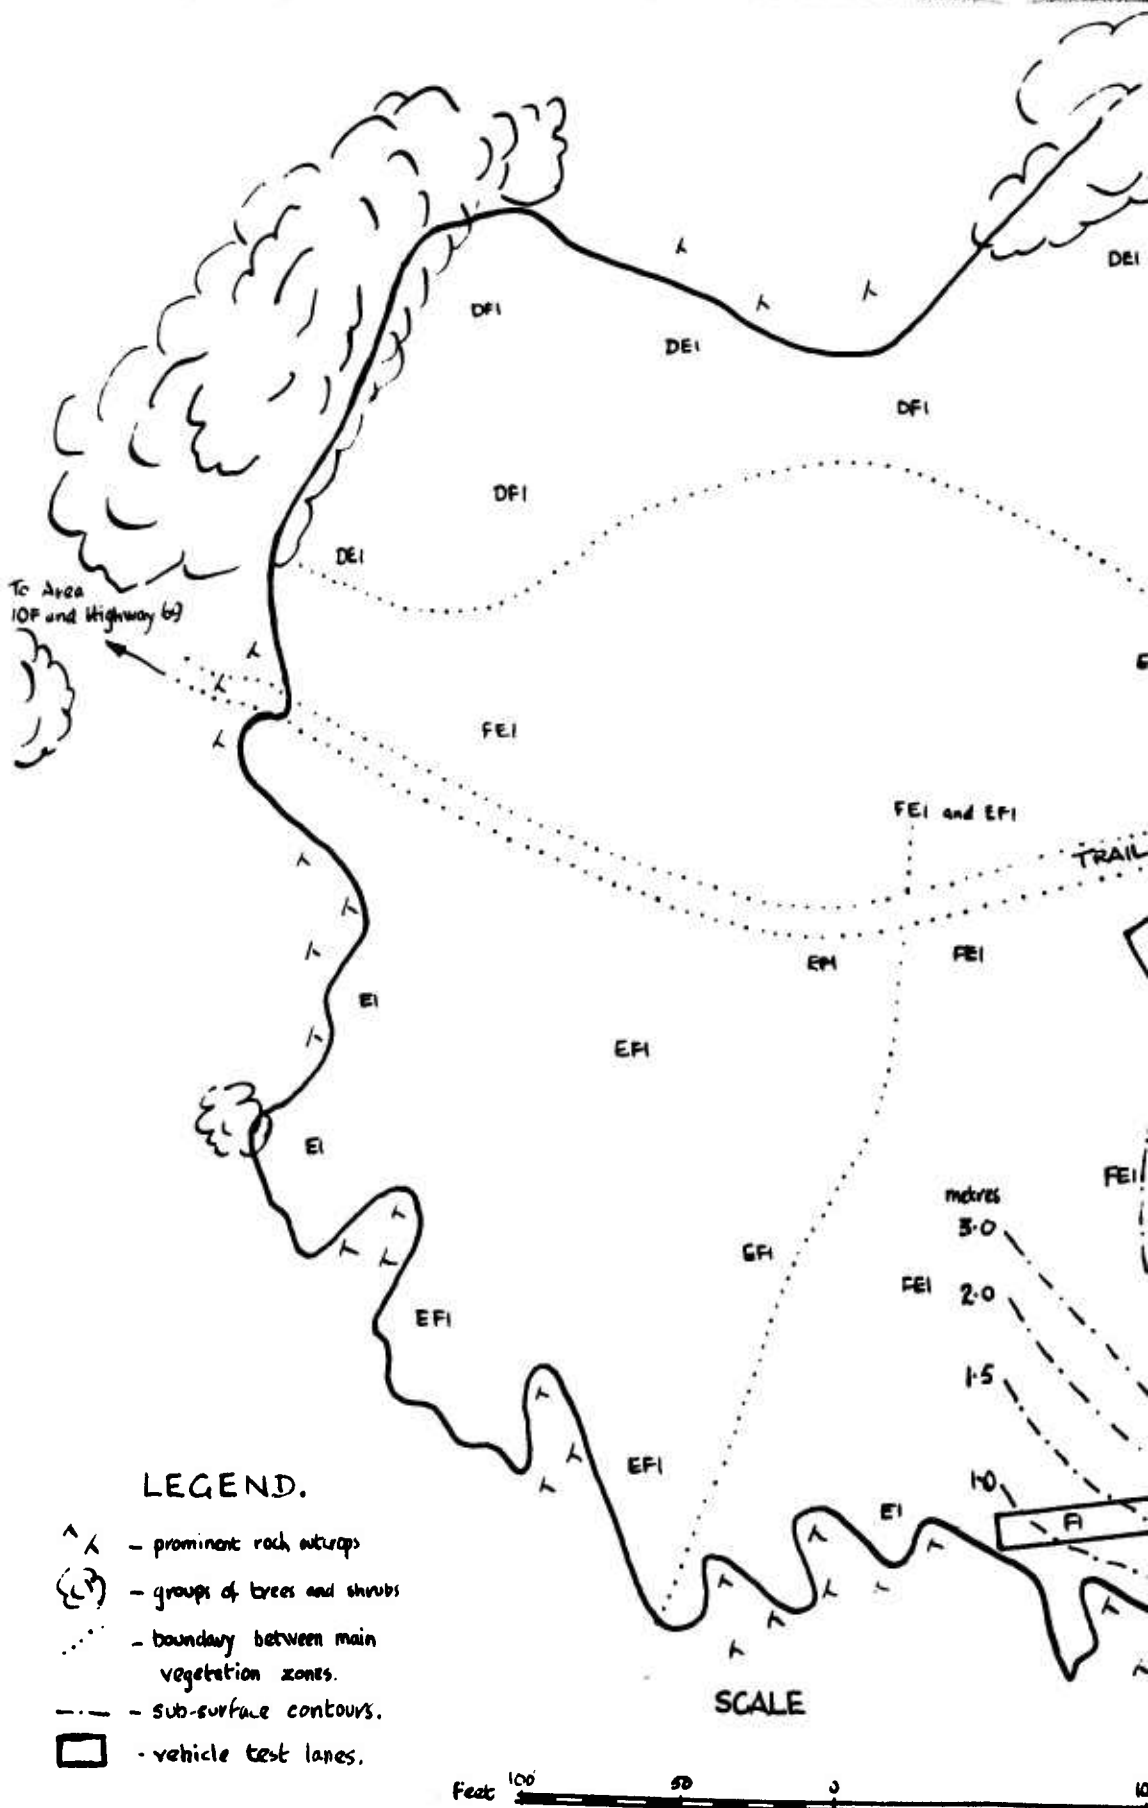 DEI
DFI
DEI
DFI
DFI
DEI
To Area
10F and Highway 69
FEI
FEI and EFI
TRAIL
EFI
FEI
EI
EFI
EI
FEI
metres
3.0
EFI
FEI
2.0
EFI
1.5
EFI
1.0
EI
FI
LEGEND.
- prominent rock outcrops
- groups of trees and shrubs
- boundary between main
vegetation zones.
- sub-surface contours.
- vehicle test lanes.
SCALE
Feet 100 50 0